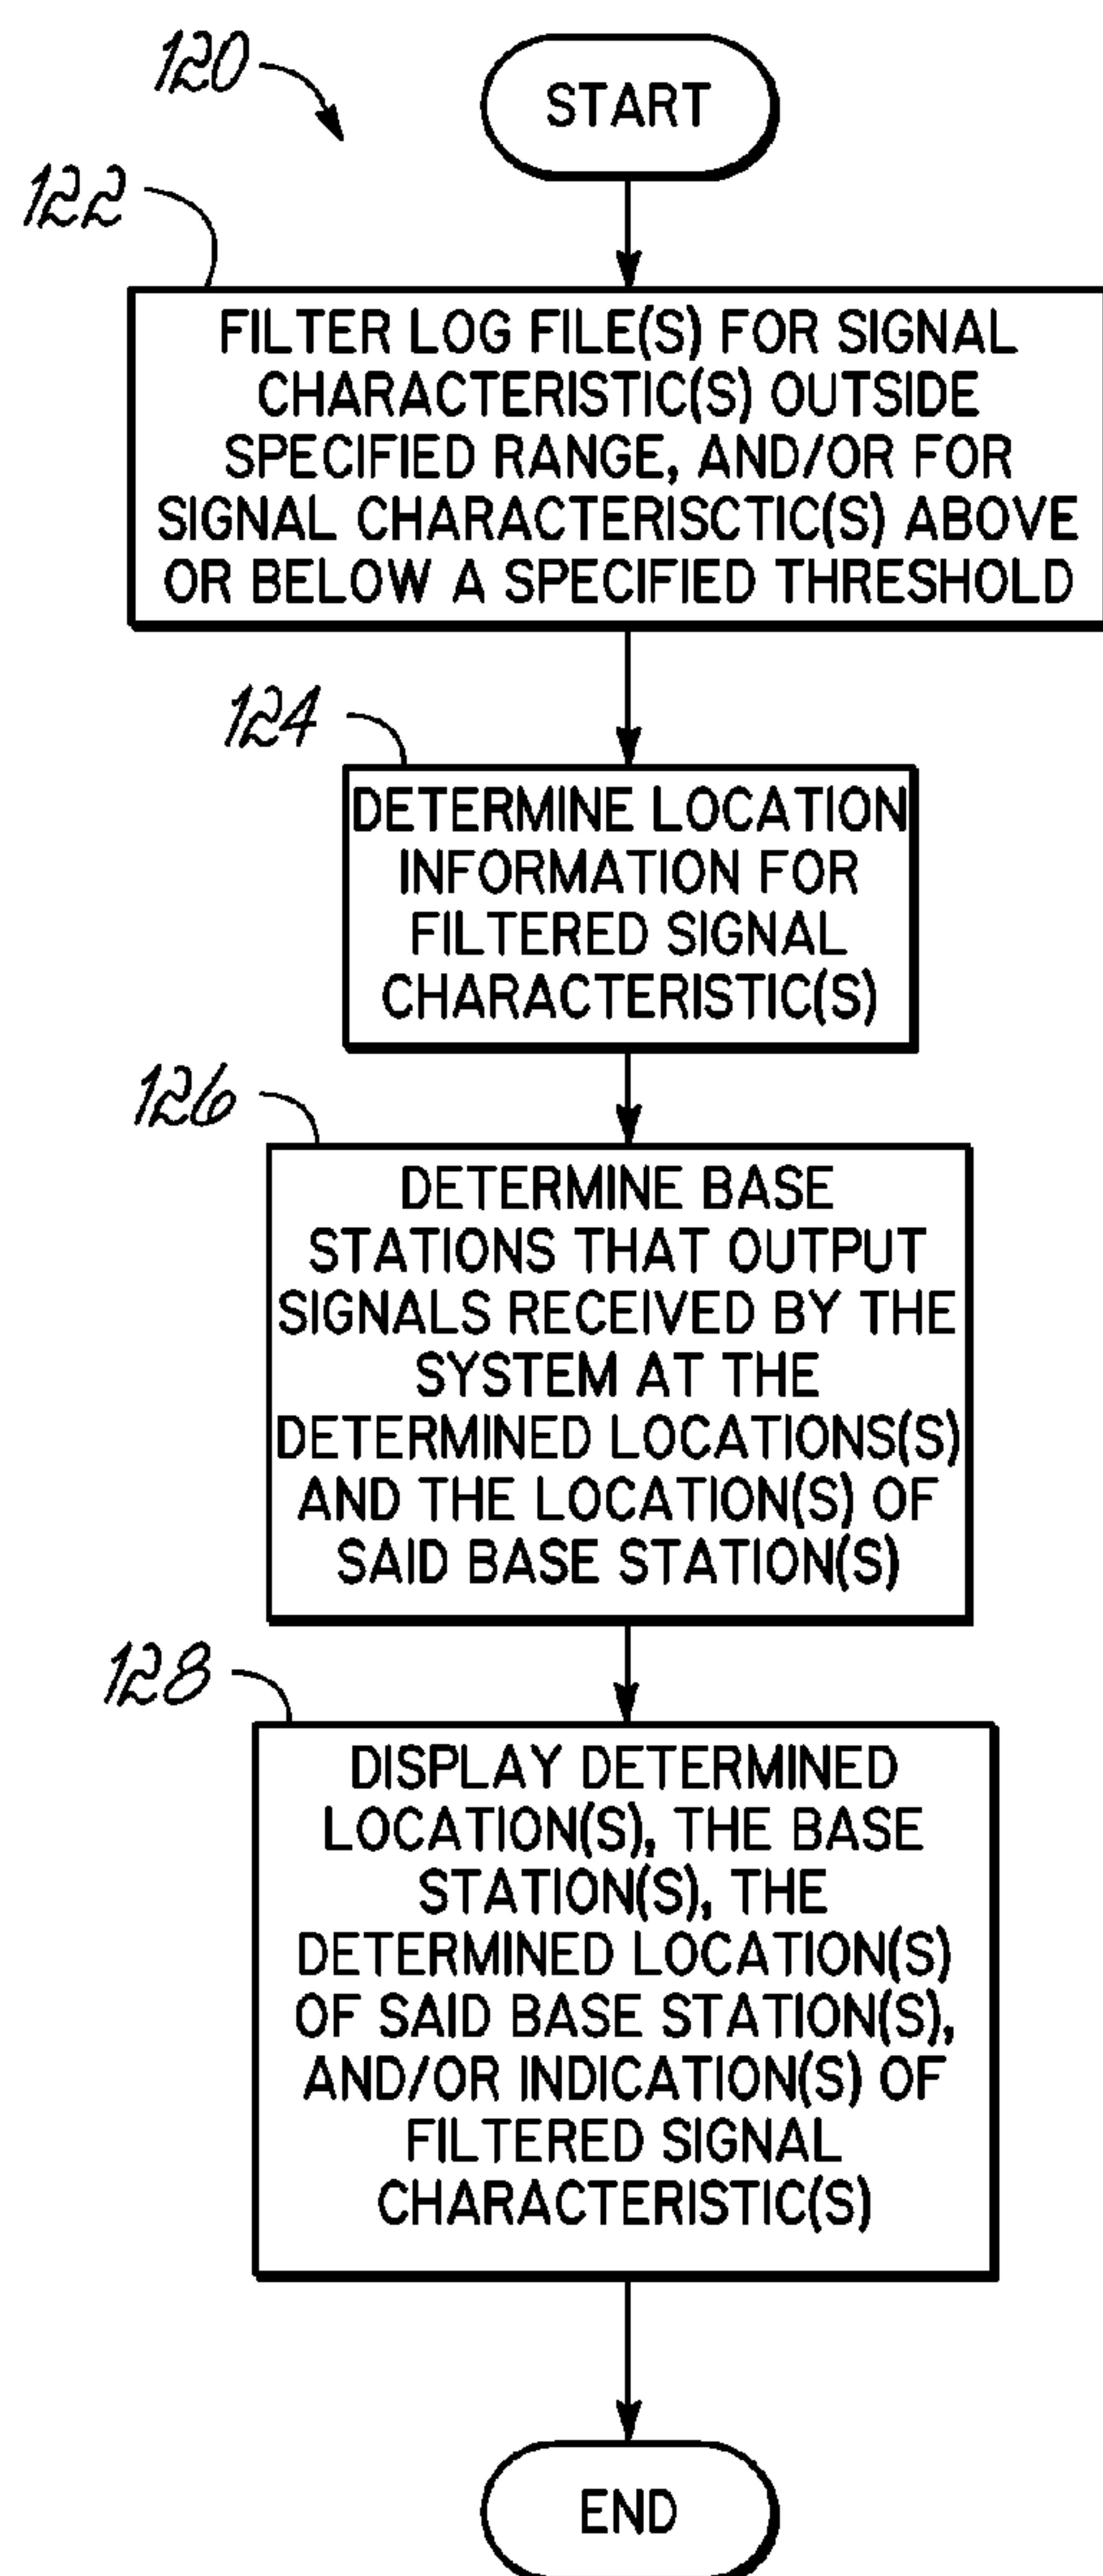 120
START
122
FILTER LOG FILE(S) FOR SIGNAL
CHARACTERISTIC(S) OUTSIDE
SPECIFIED RANGE, AND/OR FOR
SIGNAL CHARACTERISCTIC(S) ABOVE
OR BELOW A SPECIFIED THRESHOLD
124
DETERMINE LOCATION
INFORMATION FOR
FILTERED SIGNAL
CHARACTERISTIC(S)
126
DETERMINE BASE
STATIONS THAT OUTPUT
SIGNALS RECEIVED BY THE
SYSTEM AT THE
DETERMINED LOCATIONS(S)
AND THE LOCATION(S) OF
SAID BASE STATION(S)
128
DISPLAY DETERMINED
LOCATION(S), THE BASE
STATION(S), THE
DETERMINED LOCATION(S)
OF SAID BASE STATION(S),
AND/OR INDICATION(S) OF
FILTERED SIGNAL
CHARACTERISTIC(S)
END